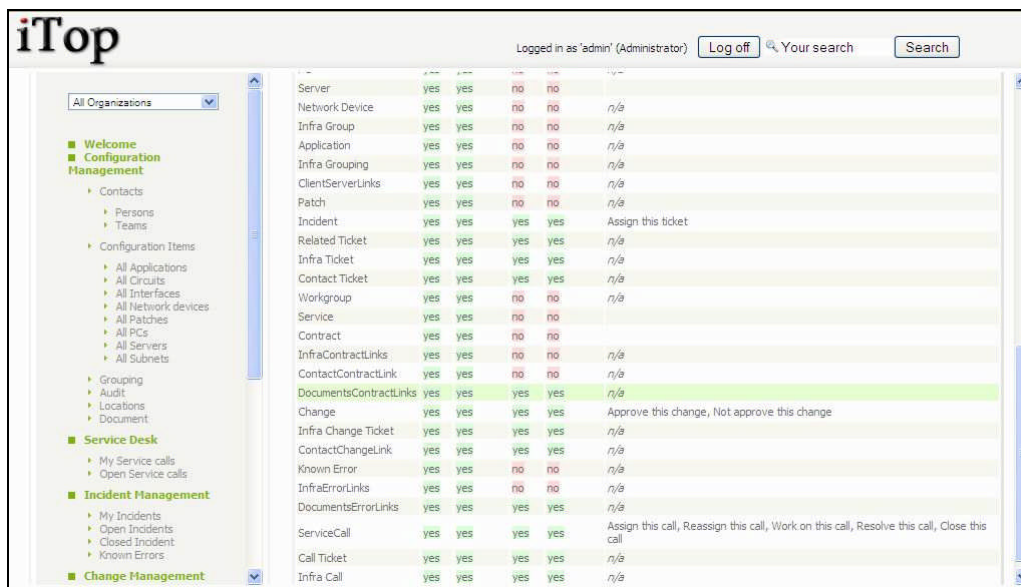 iTop
Logged in as 'admin' (Administrator) Log off Your search Search
All Organizations
Welcome
Configuration
Management
Contacts
Persons
Teams
Configuration Items
All Applications
All Circuits
All Interfaces
All Network devices
All Patches
All PCs
All Servers
All Subnets
Grouping
Audit
Locations
Document
Service Desk
My Service calls
Open Service calls
Incident Management
My Incidents
Open Incidents
Closed Incident
Known Errors
Change Management
Server yes yes no no
Network Device yes yes no no n/a
Infra Group yes yes no no n/a
Application yes yes no no n/a
Infra Grouping yes yes no no n/a
ClientServerLinks yes yes no no n/a
Patch yes yes no no n/a
Incident yes yes yes yes Assign this ticket
Related Ticket yes yes yes yes n/a
Infra Ticket yes yes yes yes n/a
Contact Ticket yes yes yes yes n/a
Workgroup yes yes no no n/a
Service yes yes no no
Contract yes yes no no
InfraContractLinks yes yes no no n/a
ContactContractLink yes yes no no n/a
DocumentsContractLinks yes yes yes yes n/a
Change yes yes yes yes Approve this change, Not approve this change
Infra Change Ticket yes yes yes yes n/a
ContactChangeLink yes yes yes yes n/a
Known Error yes yes no no n/a
InfraErrorLinks yes yes no no n/a
DocumentsErrorLinks yes yes yes yes n/a
ServiceCall yes yes yes yes Assign this call, Reassign this call, Work on this call, Resolve this call, Close this
call
Call Ticket yes yes yes yes n/a
Infra Call yes yes yes yes n/a